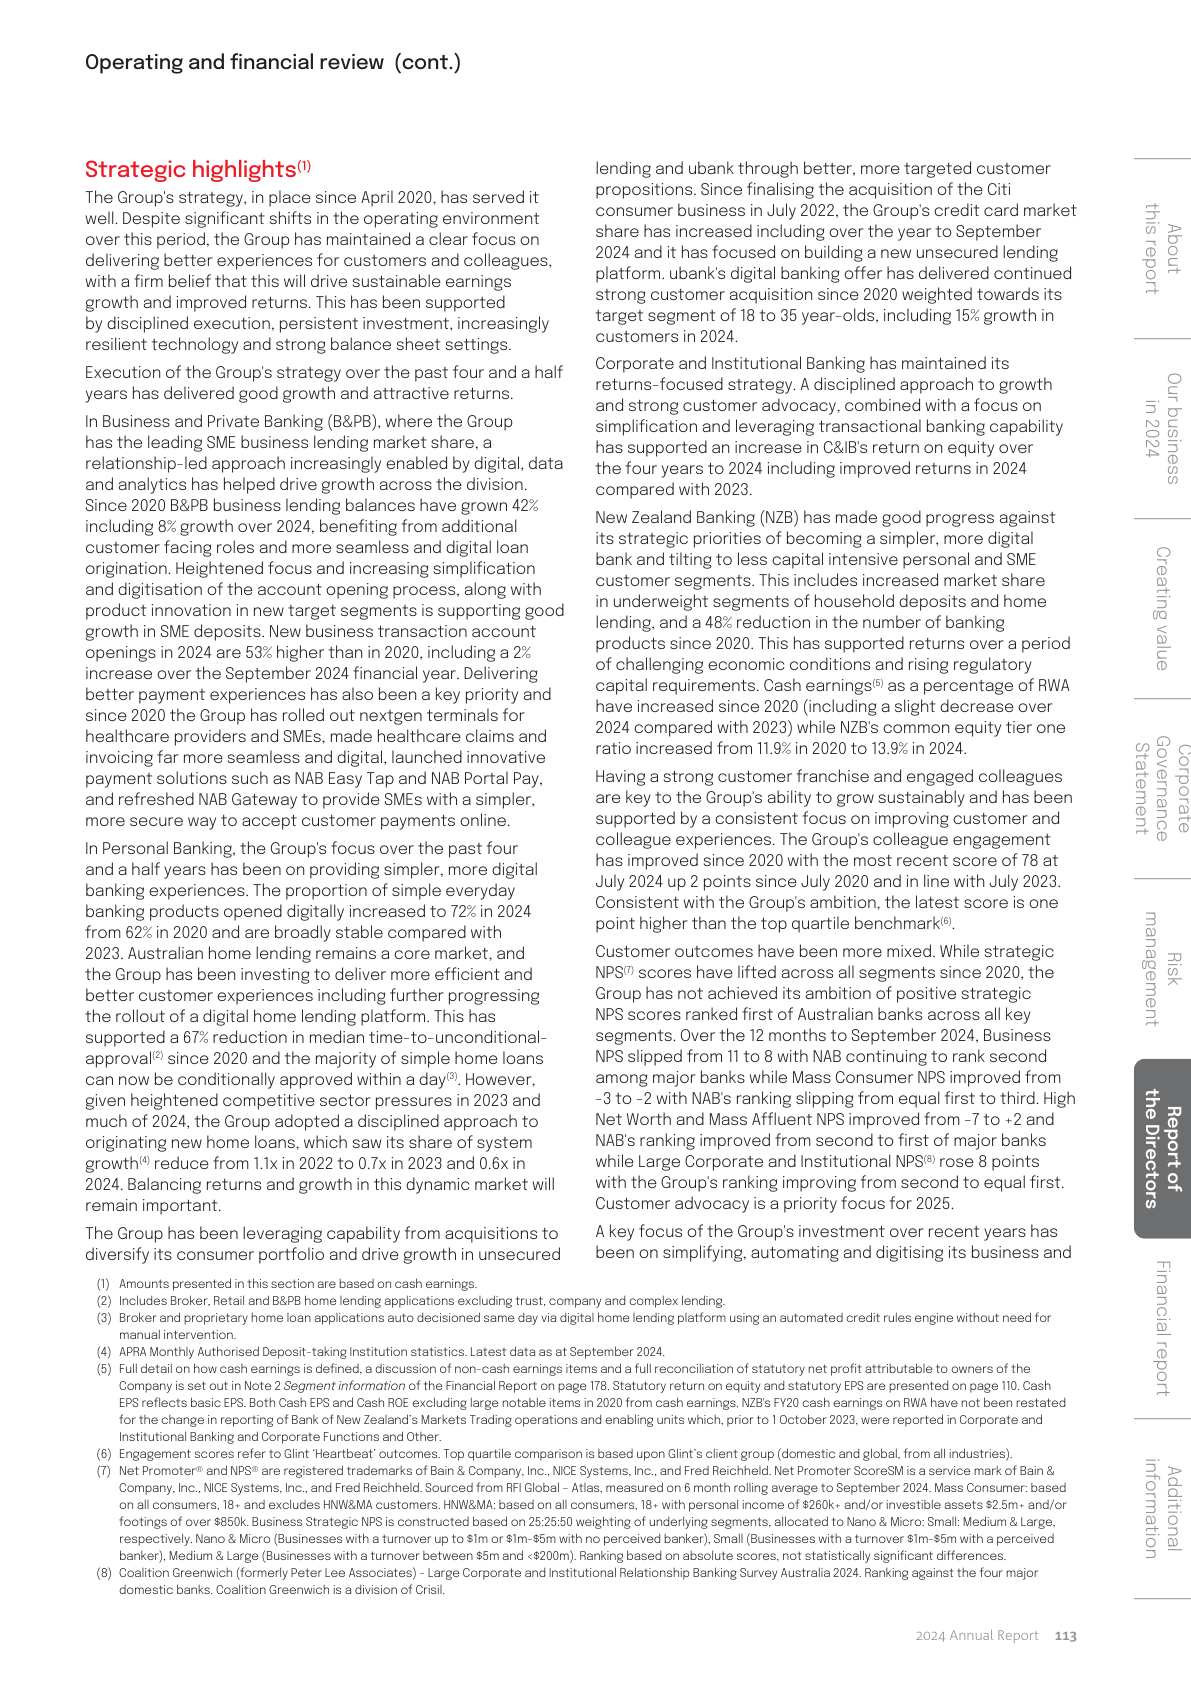 Operating and financial review (cont.)
Strategic highlights(1)
The Group's strategy, in place since April 2020, has served it
well. Despite significant shifts in the operating environment
over this period, the Group has maintained a clear focus on
delivering better experiences for customers and colleagues,
with a firm belief that this will drive sustainable earnings
growth and improved returns. This has been supported
by disciplined execution, persistent investment, increasingly
resilient technology and strong balance sheet settings.
Execution of the Group's strategy over the past four and a half
years has delivered good growth and attractive returns.
In Business and Private Banking (B&PB), where the Group
has the leading SME business lending market share, a
relationship-led approach increasingly enabled by digital, data
and analytics has helped drive growth across the division.
Since 2020 B&PB business lending balances have grown 42%
including 8% growth over 2024, benefiting from additional
customer facing roles and more seamless and digital loan
origination. Heightened focus and increasing simplification
and digitisation of the account opening process, along with
product innovation in new target segments is supporting good
growth in SME deposits. New business transaction account
openings in 2024 are 53% higher than in 2020, including a 2%
increase over the September 2024 financial year. Delivering
better payment experiences has also been a key priority and
since 2020 the Group has rolled out nextgen terminals for
healthcare providers and SMEs, made healthcare claims and
invoicing far more seamless and digital, launched innovative
payment solutions such as NAB Easy Tap and NAB Portal Pay,
and refreshed NAB Gateway to provide SMEs with a simpler,
more secure way to accept customer payments online.
In Personal Banking, the Group's focus over the past four
and a half years has been on providing simpler, more digital
banking experiences. The proportion of simple everyday
banking products opened digitally increased to 72% in 2024
from 62% in 2020 and are broadly stable compared with
2023. Australian home lending remains a core market, and
the Group has been investing to deliver more efficient and
better customer experiences including further progressing
the rollout of a digital home lending platform. This has
supported a 67% reduction in median time-to-unconditional-
approval(2) since 2020 and the majority of simple home loans
can now be conditionally approved within a day(3). However,
given heightened competitive sector pressures in 2023 and
much of 2024, the Group adopted a disciplined approach to
originating new home loans, which saw its share of system
growth(4) reduce from 1.1x in 2022 to 0.7x in 2023 and 0.6x in
2024. Balancing returns and growth in this dynamic market will
remain important.
The Group has been leveraging capability from acquisitions to
diversify its consumer portfolio and drive growth in unsecured
lending and ubank through better, more targeted customer
propositions. Since finalising the acquisition of the Citi
consumer business in July 2022, the Group's credit card market
share has increased including over the year to September
2024 and it has focused on building a new unsecured lending
platform. ubank's digital banking offer has delivered continued
strong customer acquisition since 2020 weighted towards its
target segment of 18 to 35 year-olds, including 15% growth in
customers in 2024.
Corporate and Institutional Banking has maintained its
returns-focused strategy. A disciplined approach to growth
and strong customer advocacy, combined with a focus on
simplification and leveraging transactional banking capability
has supported an increase in C&IB's return on equity over
the four years to 2024 including improved returns in 2024
compared with 2023.
New Zealand Banking (NZB) has made good progress against
its strategic priorities of becoming a simpler, more digital
bank and tilting to less capital intensive personal and SME
customer segments. This includes increased market share
in underweight segments of household deposits and home
lending, and a 48% reduction in the number of banking
products since 2020. This has supported returns over a period
of challenging economic conditions and rising regulatory
capital requirements. Cash earnings(5) as a percentage of RWA
have increased since 2020 (including a slight decrease over
2024 compared with 2023) while NZB's common equity tier one
ratio increased from 11.9% in 2020 to 13.9% in 2024.
Having a strong customer franchise and engaged colleagues
are key to the Group's ability to grow sustainably and has been
supported by a consistent focus on improving customer and
colleague experiences. The Group's colleague engagement
has improved since 2020 with the most recent score of 78 at
July 2024 up 2 points since July 2020 and in line with July 2023.
Consistent with the Group's ambition, the latest score is one
point higher than the top quartile benchmark(6).
Customer outcomes have been more mixed. While strategic
NPS(7) scores have lifted across all segments since 2020, the
Group has not achieved its ambition of positive strategic
NPS scores ranked first of Australian banks across all key
segments. Over the 12 months to September 2024, Business
NPS slipped from 11 to 8 with NAB continuing to rank second
among major banks while Mass Consumer NPS improved from
-3 to -2 with NAB's ranking slipping from equal first to third. High
Net Worth and Mass Affluent NPS improved from -7 to +2 and
NAB's ranking improved from second to first of major banks
while Large Corporate and Institutional NPS(8) rose 8 points
with the Group's ranking improving from second to equal first.
Customer advocacy is a priority focus for 2025.
A key focus of the Group's investment over recent years has
been on simplifying, automating and digitising its business and
(1) Amounts presented in this section are based on cash earnings.
(2) Includes Broker, Retail and B&PB home lending applications excluding trust, company and complex lending.
(3) Broker and proprietary home loan applications auto decisioned same day via digital home lending platform using an automated credit rules engine without need for
manual intervention.
(4) APRA Monthly Authorised Deposit-taking Institution statistics. Latest data as at September 2024.
(5) Full detail on how cash earnings is defined, a discussion of non-cash earnings items and a full reconciliation of statutory net profit attributable to owners of the
Company is set out in Note 2 Segment information of the Financial Report on page 178. Statutory return on equity and statutory EPS are presented on page 110. Cash
EPS reflects basic EPS. Both Cash EPS and Cash ROE excluding large notable items in 2020 from cash earnings. NZB's FY20 cash earnings on RWA have not been restated
for the change in reporting of Bank of New Zealand's Markets Trading operations and enabling units which, prior to 1 October 2023, were reported in Corporate and
Institutional Banking and Corporate Functions and Other.
(6) Engagement scores refer to Glint 'Heartbeat' outcomes. Top quartile comparison is based upon Glint's client group (domestic and global, from all industries).
(7) Net Promoter® and NPS® are registered trademarks of Bain & Company, Inc., NICE Systems, Inc., and Fred Reichheld. Net Promoter ScoreSM is a service mark of Bain &
Company, Inc., NICE Systems, Inc., and Fred Reichheld. Sourced from RFI Global – Atlas, measured on 6 month rolling average to September 2024. Mass Consumer: based
on all consumers, 18+ and excludes HNW&MA customers. HNW&MA: based on all consumers, 18+ with personal income of $260k+ and/or investible assets $2.5m+ and/or
footings of over $850k. Business Strategic NPS is constructed based on 25:25:50 weighting of underlying segments, allocated to Nano & Micro: Small: Medium & Large,
respectively. Nano & Micro (Businesses with a turnover up to $1m or $1m-$5m with no perceived banker), Small (Businesses with a turnover $1m-$5m with a perceived
banker), Medium & Large (Businesses with a turnover between $5m and <$200m). Ranking based on absolute scores, not statistically significant differences.
(8) Coalition Greenwich (formerly Peter Lee Associates) – Large Corporate and Institutional Relationship Banking Survey Australia 2024. Ranking against the four major
domestic banks. Coalition Greenwich is a division of Crisil.
About
this report
Our business
in 2024
Creating value
Corporate
Governance
Statement
Risk
management
Report of
the Directors
Financial report
Additional
information
2024 Annual Report 113